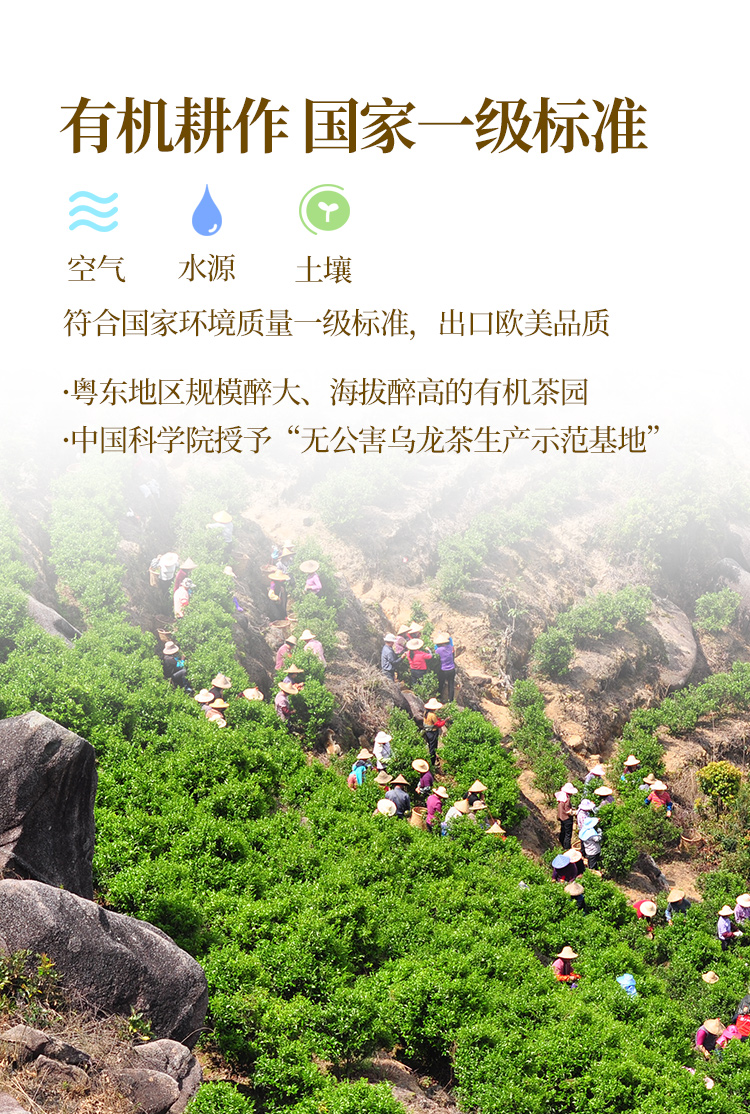 有机耕作 国家一级标准
空气 水源 土壤
符合国家环境质量一级标准，出口欧美品质
·粤东地区规模醉大、海拔醉高的有机茶园
·中国科学院授予“无公害乌龙茶生产示范基地”